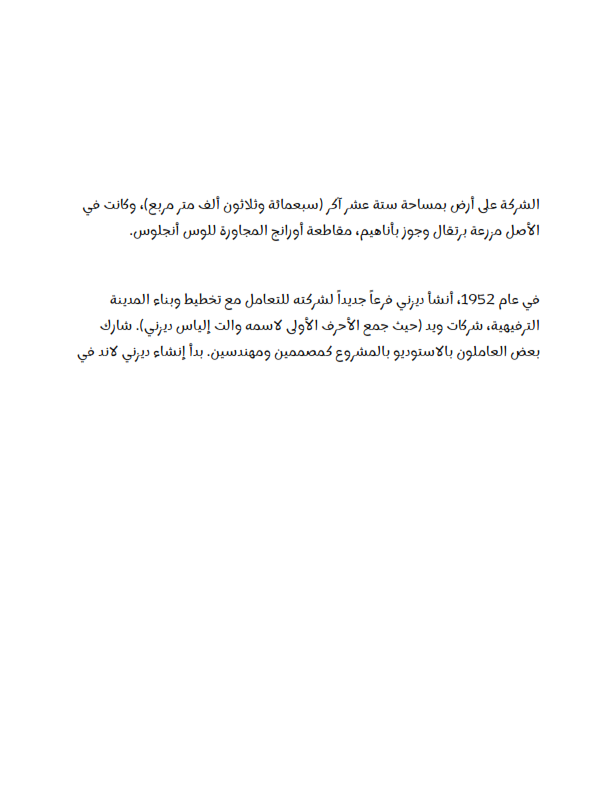 الشركة على أرض بمساحة ستة عشر آكر (سبعمائة وثلاثون ألف متر مربع)، وكانت في
الأصل مزرعة برتقال وجوز بأناهيم، مقاطعة أورانج المجاورة للوس أنجلوس.
في عام 1952، أنشأ ديزني فرعاً جديداً لشركته للتعامل مع تخطيط وبناء المدينة
الترفيهية، شركات ويد (حيث جمع الأحرف الأولى لاسمه والت إلياس ديزني). شارك
بعض العاملون بالاستوديو بالمشروع كمصممين ومهندسين. بدأ إنشاء ديزني لاند في